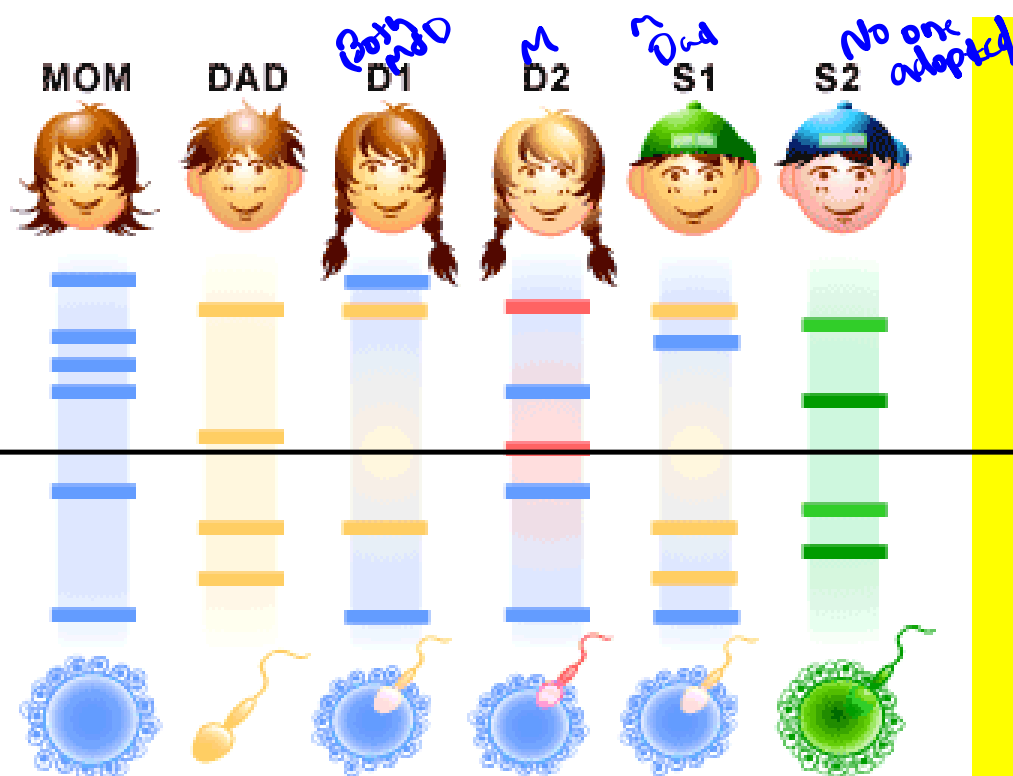 Both
M&D
M
M
Dad
No one
adopted
MOM DAD D1 D2 S1 S2